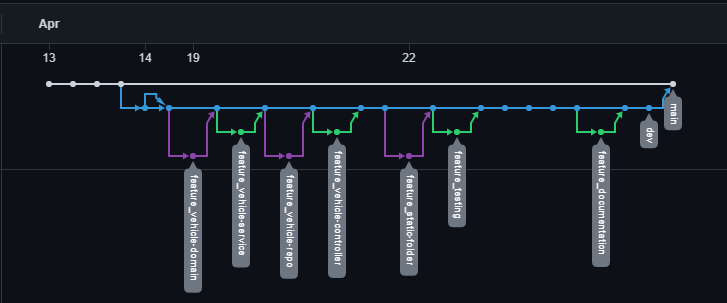 Apr
13
14
19
22
main
dev
feature_vehicle-domain
feature_vehicle-service
feature_vehicle-repo
feature_vehicle-controller
feature_static-folder
feature_testing
feature_documentation